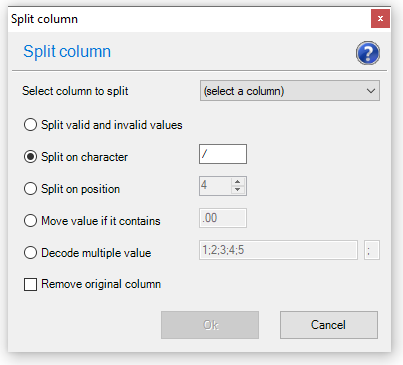 Split column
Split column
Select column to split (select a column)
Split valid and invalid values
Split on character /
Split on position 4
Move value if it contains .00
Decode multiple value 1;2;3;4;5 ;
Remove original column
Ok Cancel